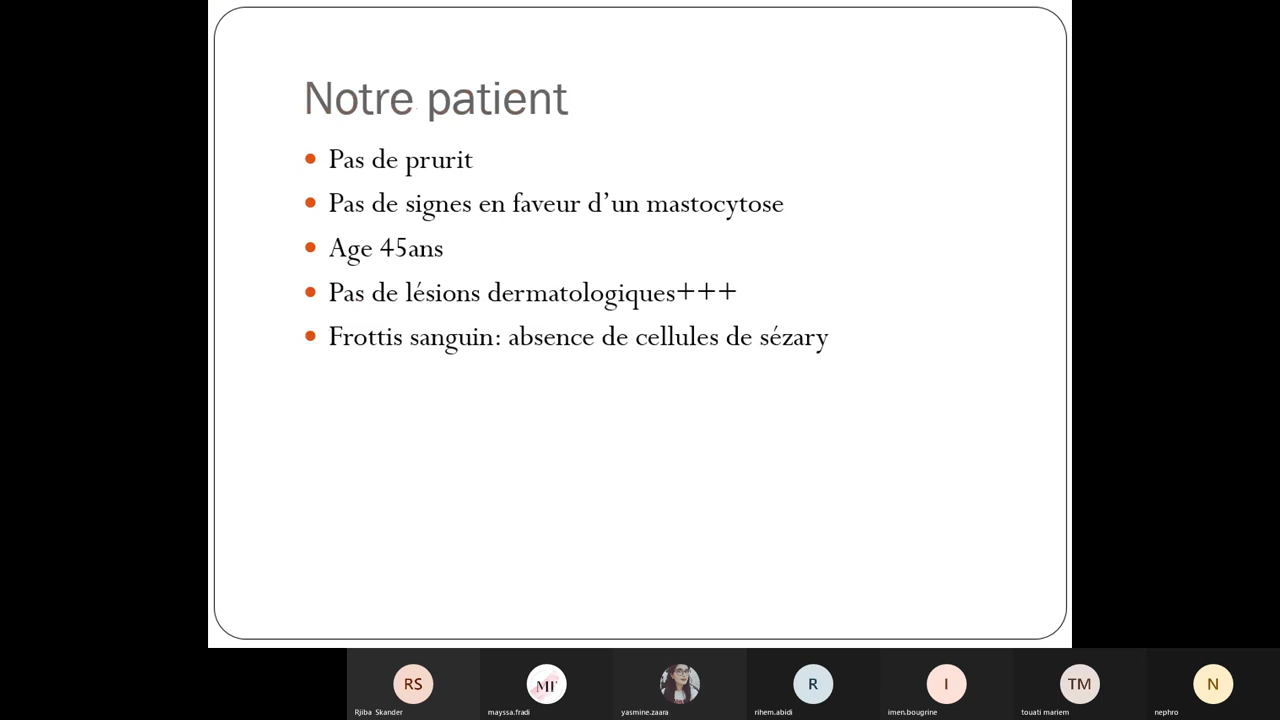 Notre patient
Pas de prurit
Pas de signes en faveur d’un mastocytose
Age 45ans
Pas de lésions dermatologiques+++
Frottis sanguin: absence de cellules de sézary
RS
MF
R
I
TM
N
Rjiba Skander
mayssa.fradi
yasmine.zaara
rihem.abidi
imen.bougrine
touati mariem
nephro